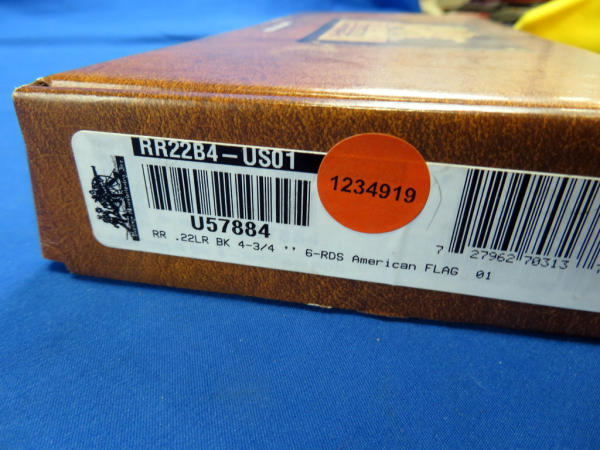 RR22B4-US01
1234919
U57884
RR .22LR BK 4-3/4 '' 6-RDS American FLAG 01
7 27962 70313